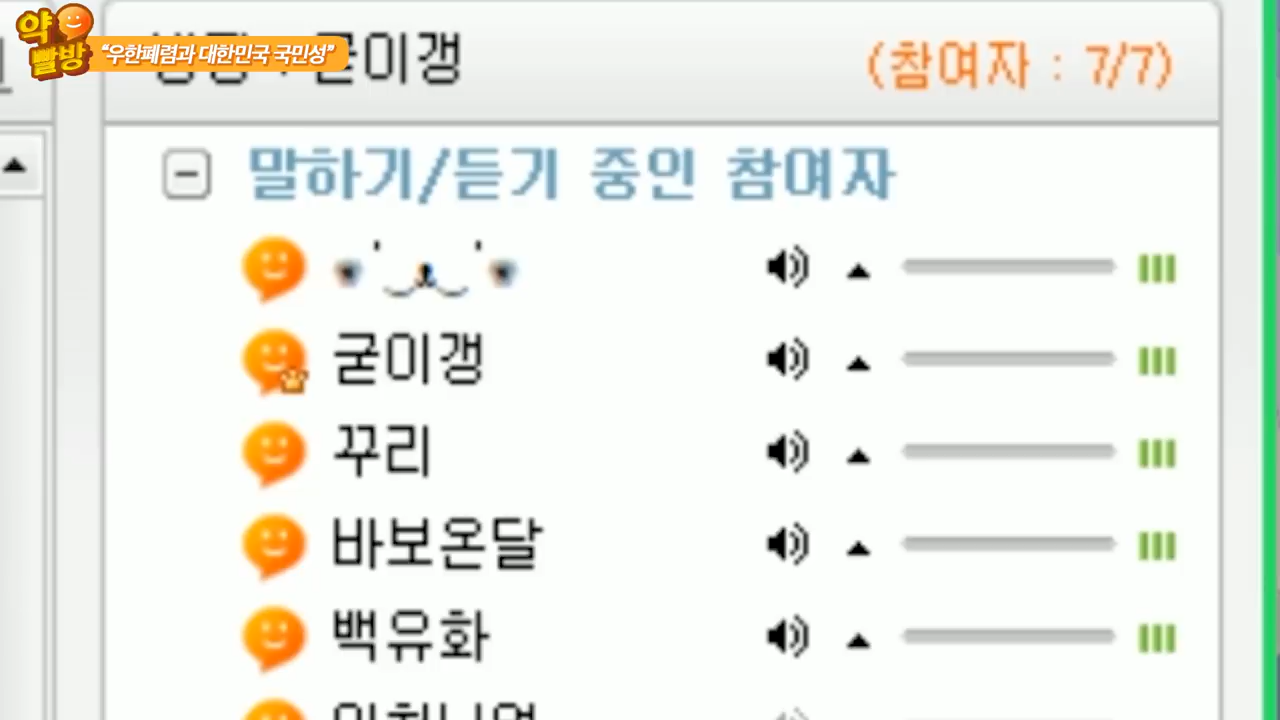 약빨방
“우한폐렴과 대한민국 국민성”
굳이갱
(참여자 : 7/7)
말하기/듣기 중인 참여자
굳이갱
꾸리
바보온달
백유화